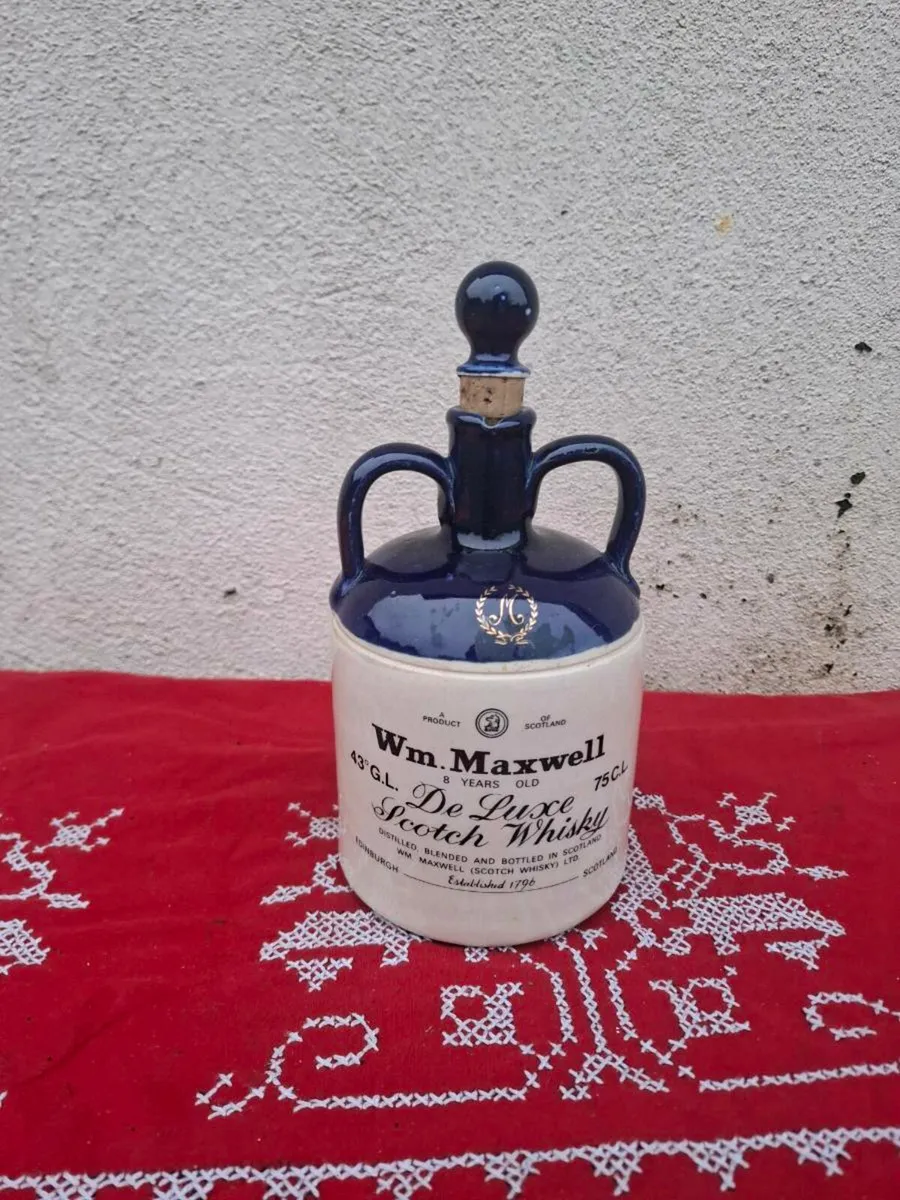 M
A PRODUCT OF SCOTLAND
Wm. Maxwell
43° G.L. 8 YEARS OLD 75 C.L.
De Luxe
Scotch Whisky
DISTILLED, BLENDED AND BOTTLED IN SCOTLAND
WM. MAXWELL (SCOTCH WHISKY) LTD.
EDINBURGH SCOTLAND
Established 1796